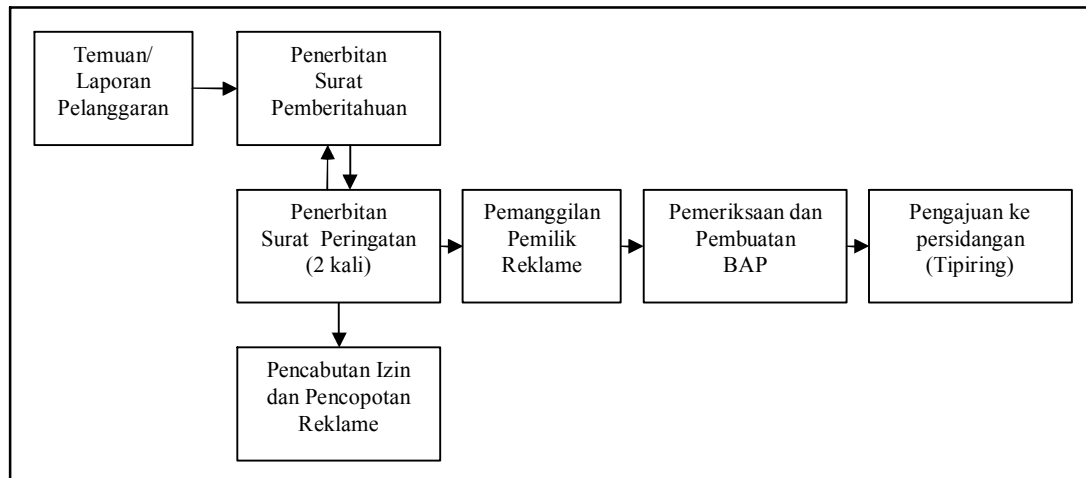 Temuan/
Laporan
Pelanggaran
Penerbitan
Surat
Pemberitahuan
Penerbitan
Surat Peringatan
(2 kali)
Pemanggilan
Pemilik
Reklame
Pemeriksaan dan
Pembuatan
BAP
Pengajuan ke
persidangan
(Tipiring)
Pencabutan Izin
dan Pencopotan
Reklame